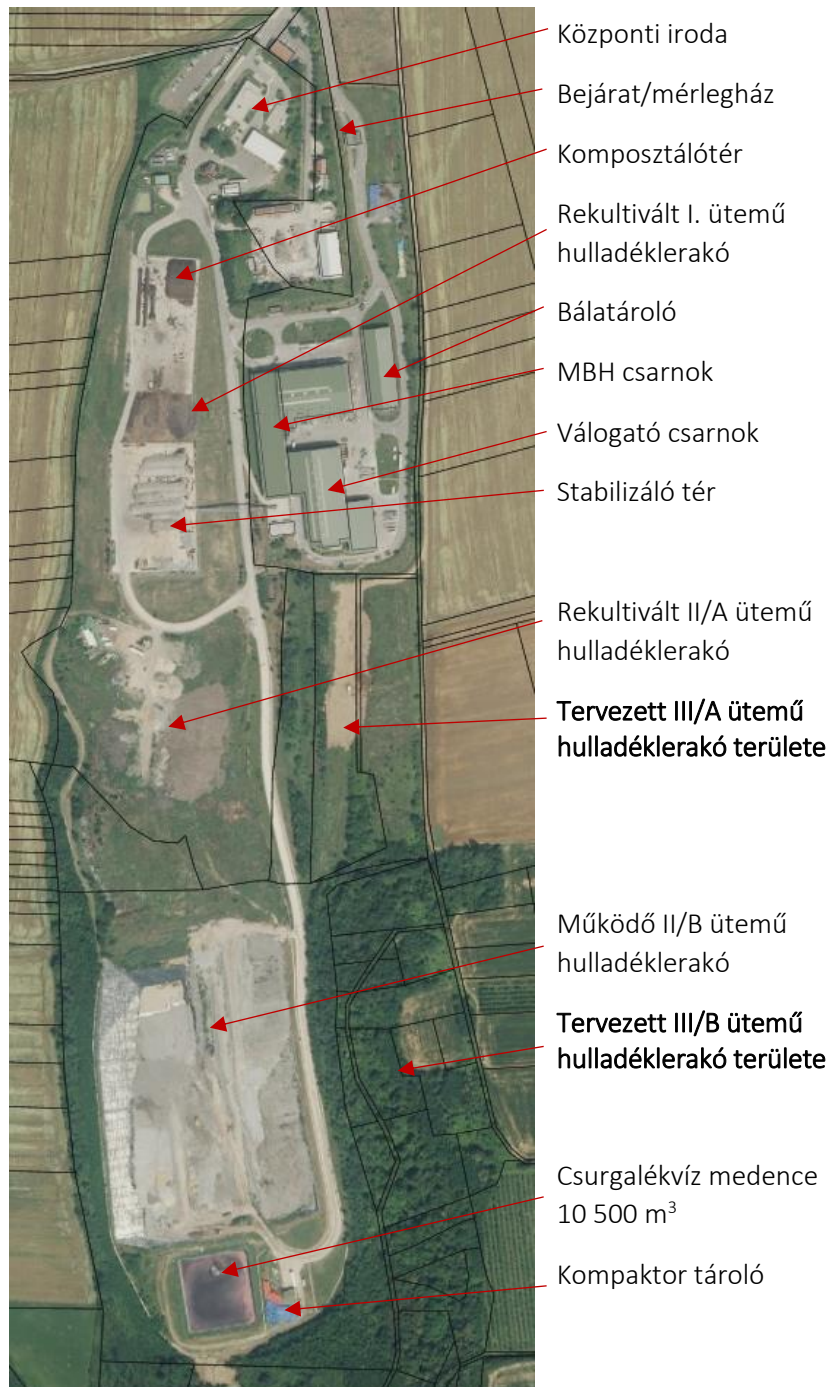 Központi iroda
Bejárat/mérlegház
Komposztálótér
Rekultivált I. ütemű
hulladéklerakó
Bálatároló
MBH csarnok
Válogató csarnok
Stabilizáló tér
Rekultivált II/A ütemű
hulladéklerakó
Tervezett III/A ütemű
hulladéklerakó területe
Működő II/B ütemű
hulladéklerakó
Tervezett III/B ütemű
hulladéklerakó területe
Csurgalékvíz medence
10 500 m³
Kompaktor tároló